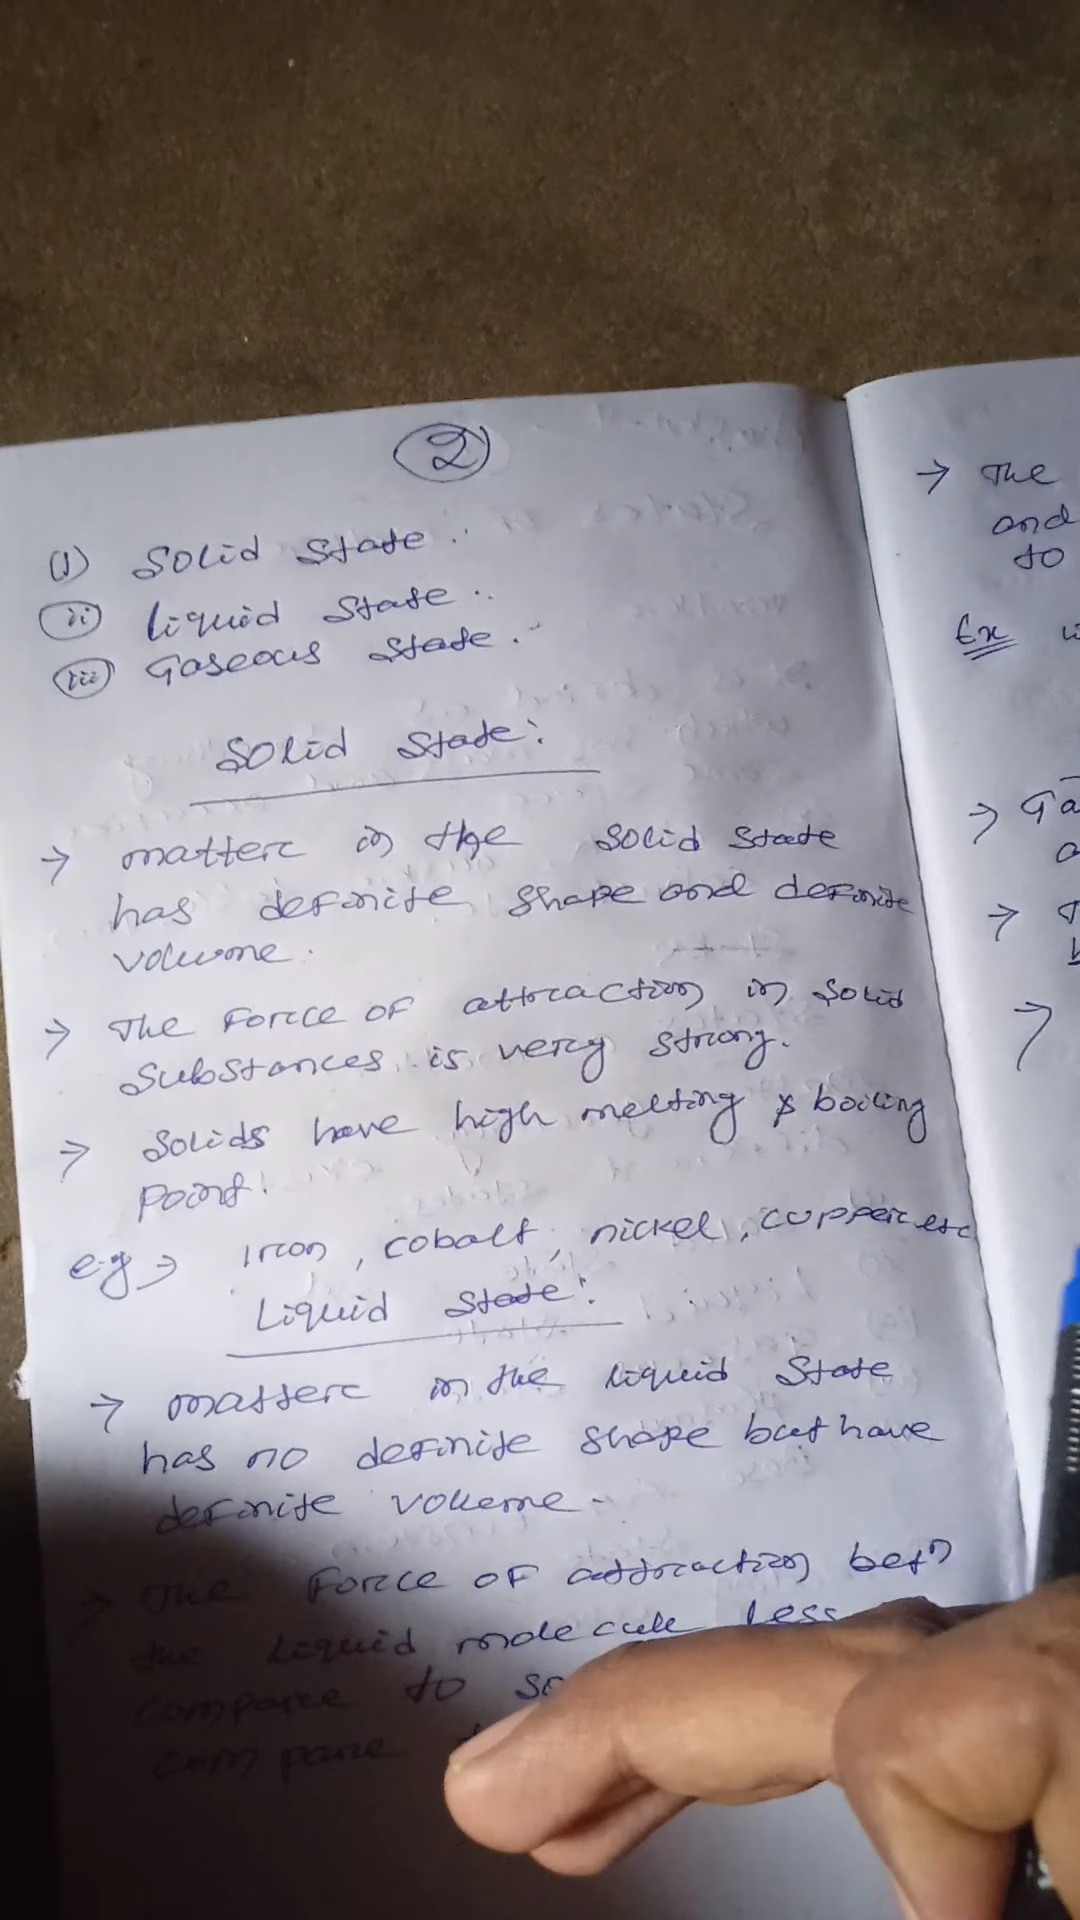 2
(i) Solid State ..
(ii) Liquid State ..
(iii) Gaseous State ..
Solid State:
→ matter in the solid state
has definite shape and definite
volume.
→ The Force of attraction in solid
substances is very strong.
→ Solids have high melting & boiling
point.
e.g → Iron, cobalt, nickel, copper etc
Liquid State:
→ matter in the liquid state
has no definite shape but have
definite volume.
→ The Force of attraction betn
the liquid molecule less
compare to
compare
→ The
and
to
Ex
→ Ga
→
→